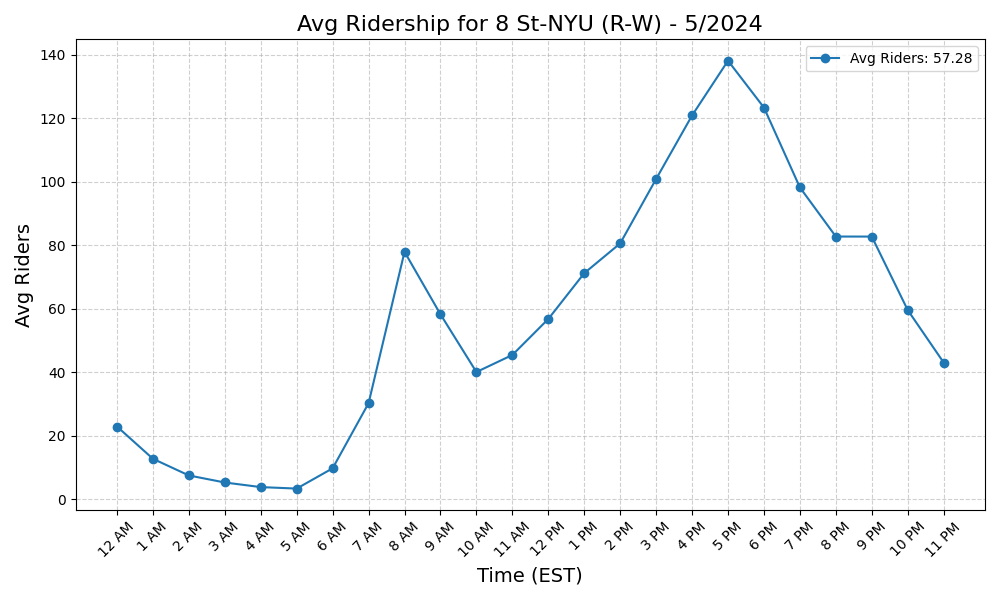 Avg Ridership for 8 St-NYU (R-W) - 5/2024
Avg Riders: 57.28
140
120
100
80
60
40
20
0
Avg Riders
12 AM
1 AM
2 AM
3 AM
4 AM
5 AM
6 AM
7 AM
8 AM
9 AM
10 AM
11 AM
12 PM
1 PM
2 PM
3 PM
4 PM
5 PM
6 PM
7 PM
8 PM
9 PM
10 PM
11 PM
Time (EST)